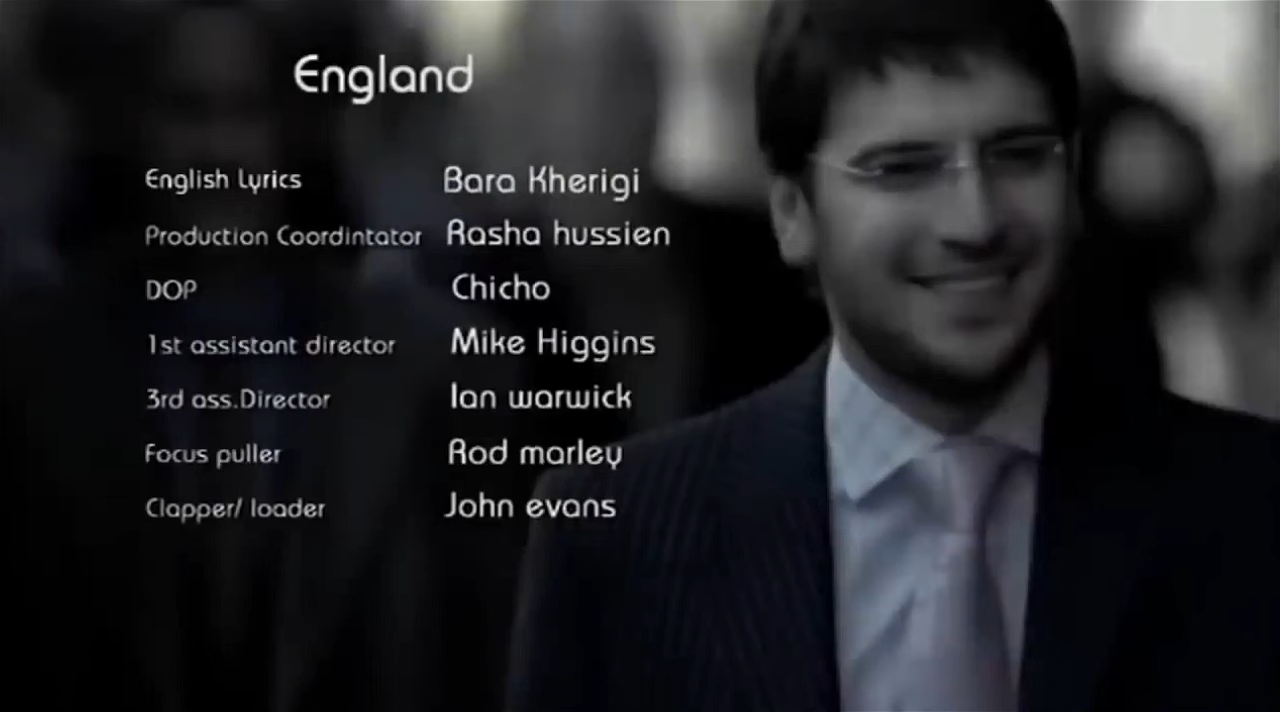 England
English Lyrics Bara Kherigi
Production Coordintator Rasha hussien
DOP Chicho
1st assistant director Mike Higgins
3rd ass.Director Ian warwick
Focus puller Rod marley
Clapper/ loader John evans